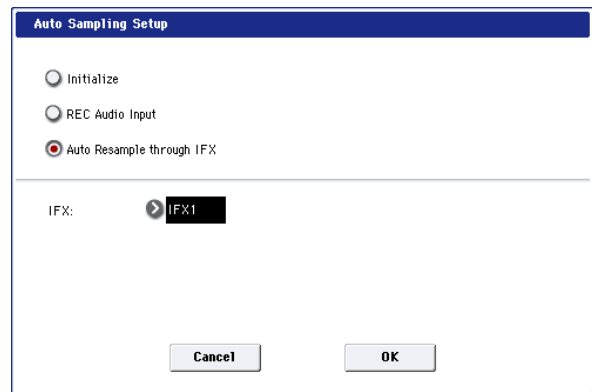 Auto Sampling Setup
Initialize
REC Audio Input
Auto Resample through IFX
IFX: IFX1
Cancel OK